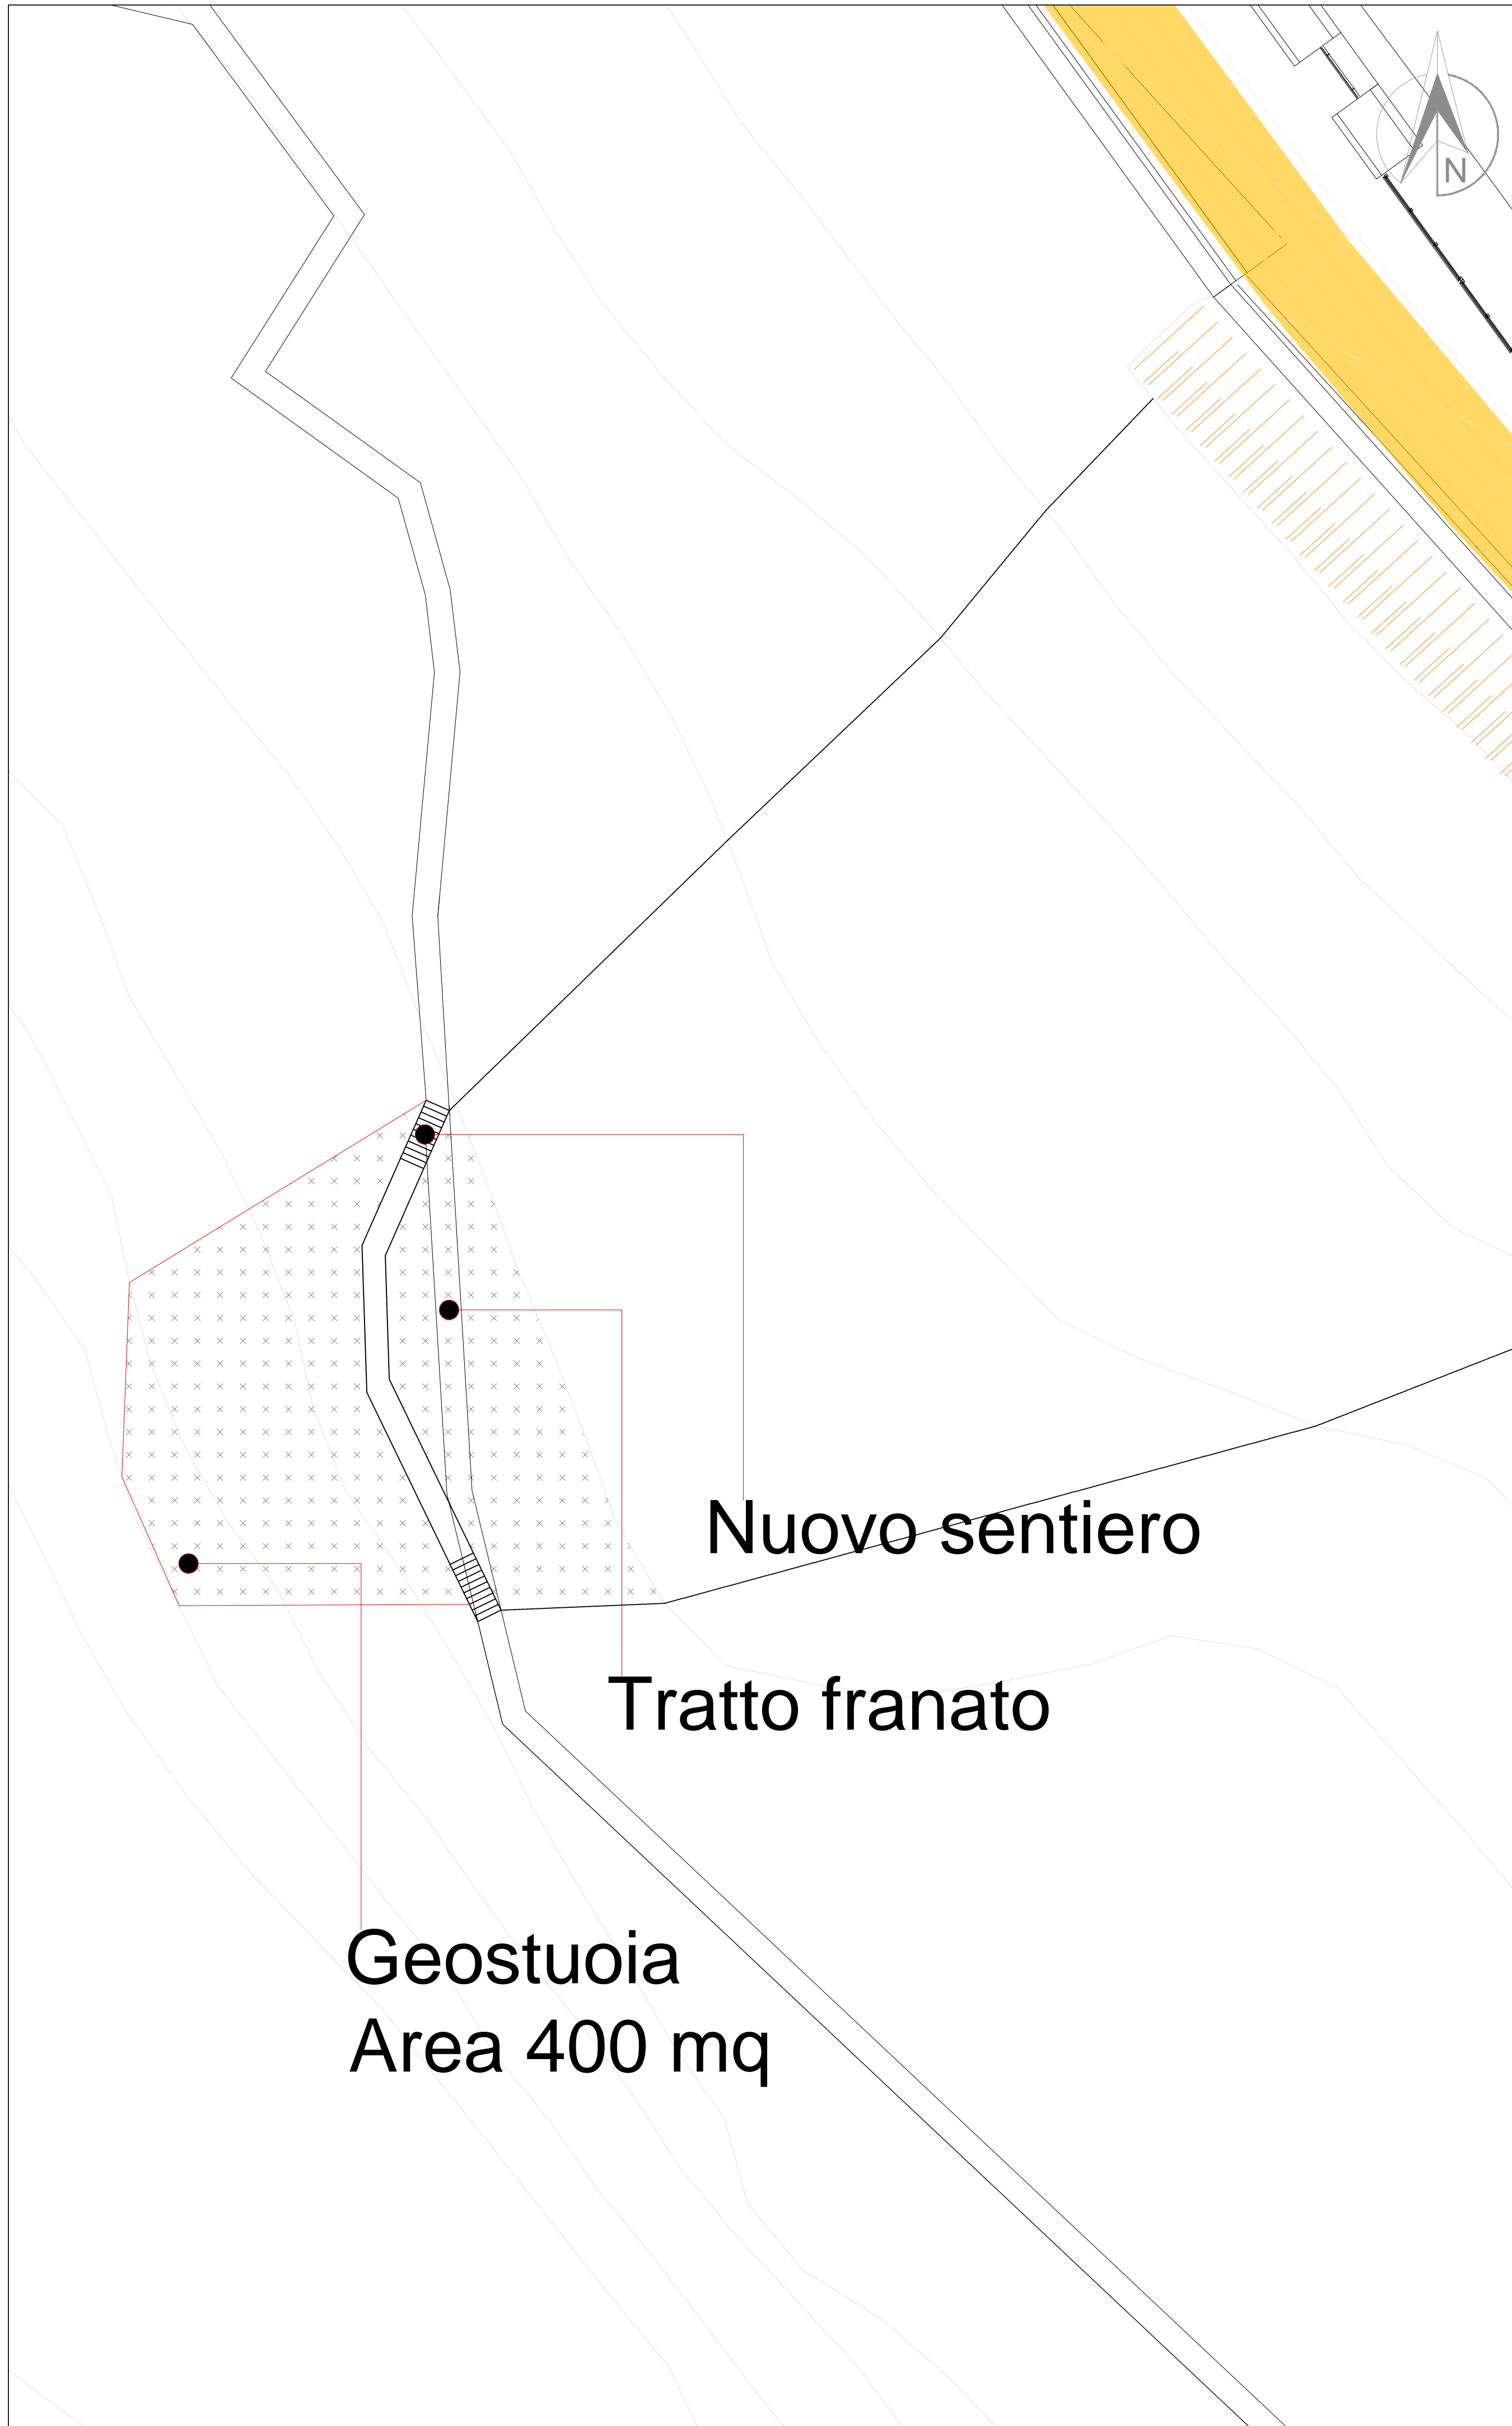 N
Nuovo sentiero
Tratto franato
Geostuoia
Area 400 mq